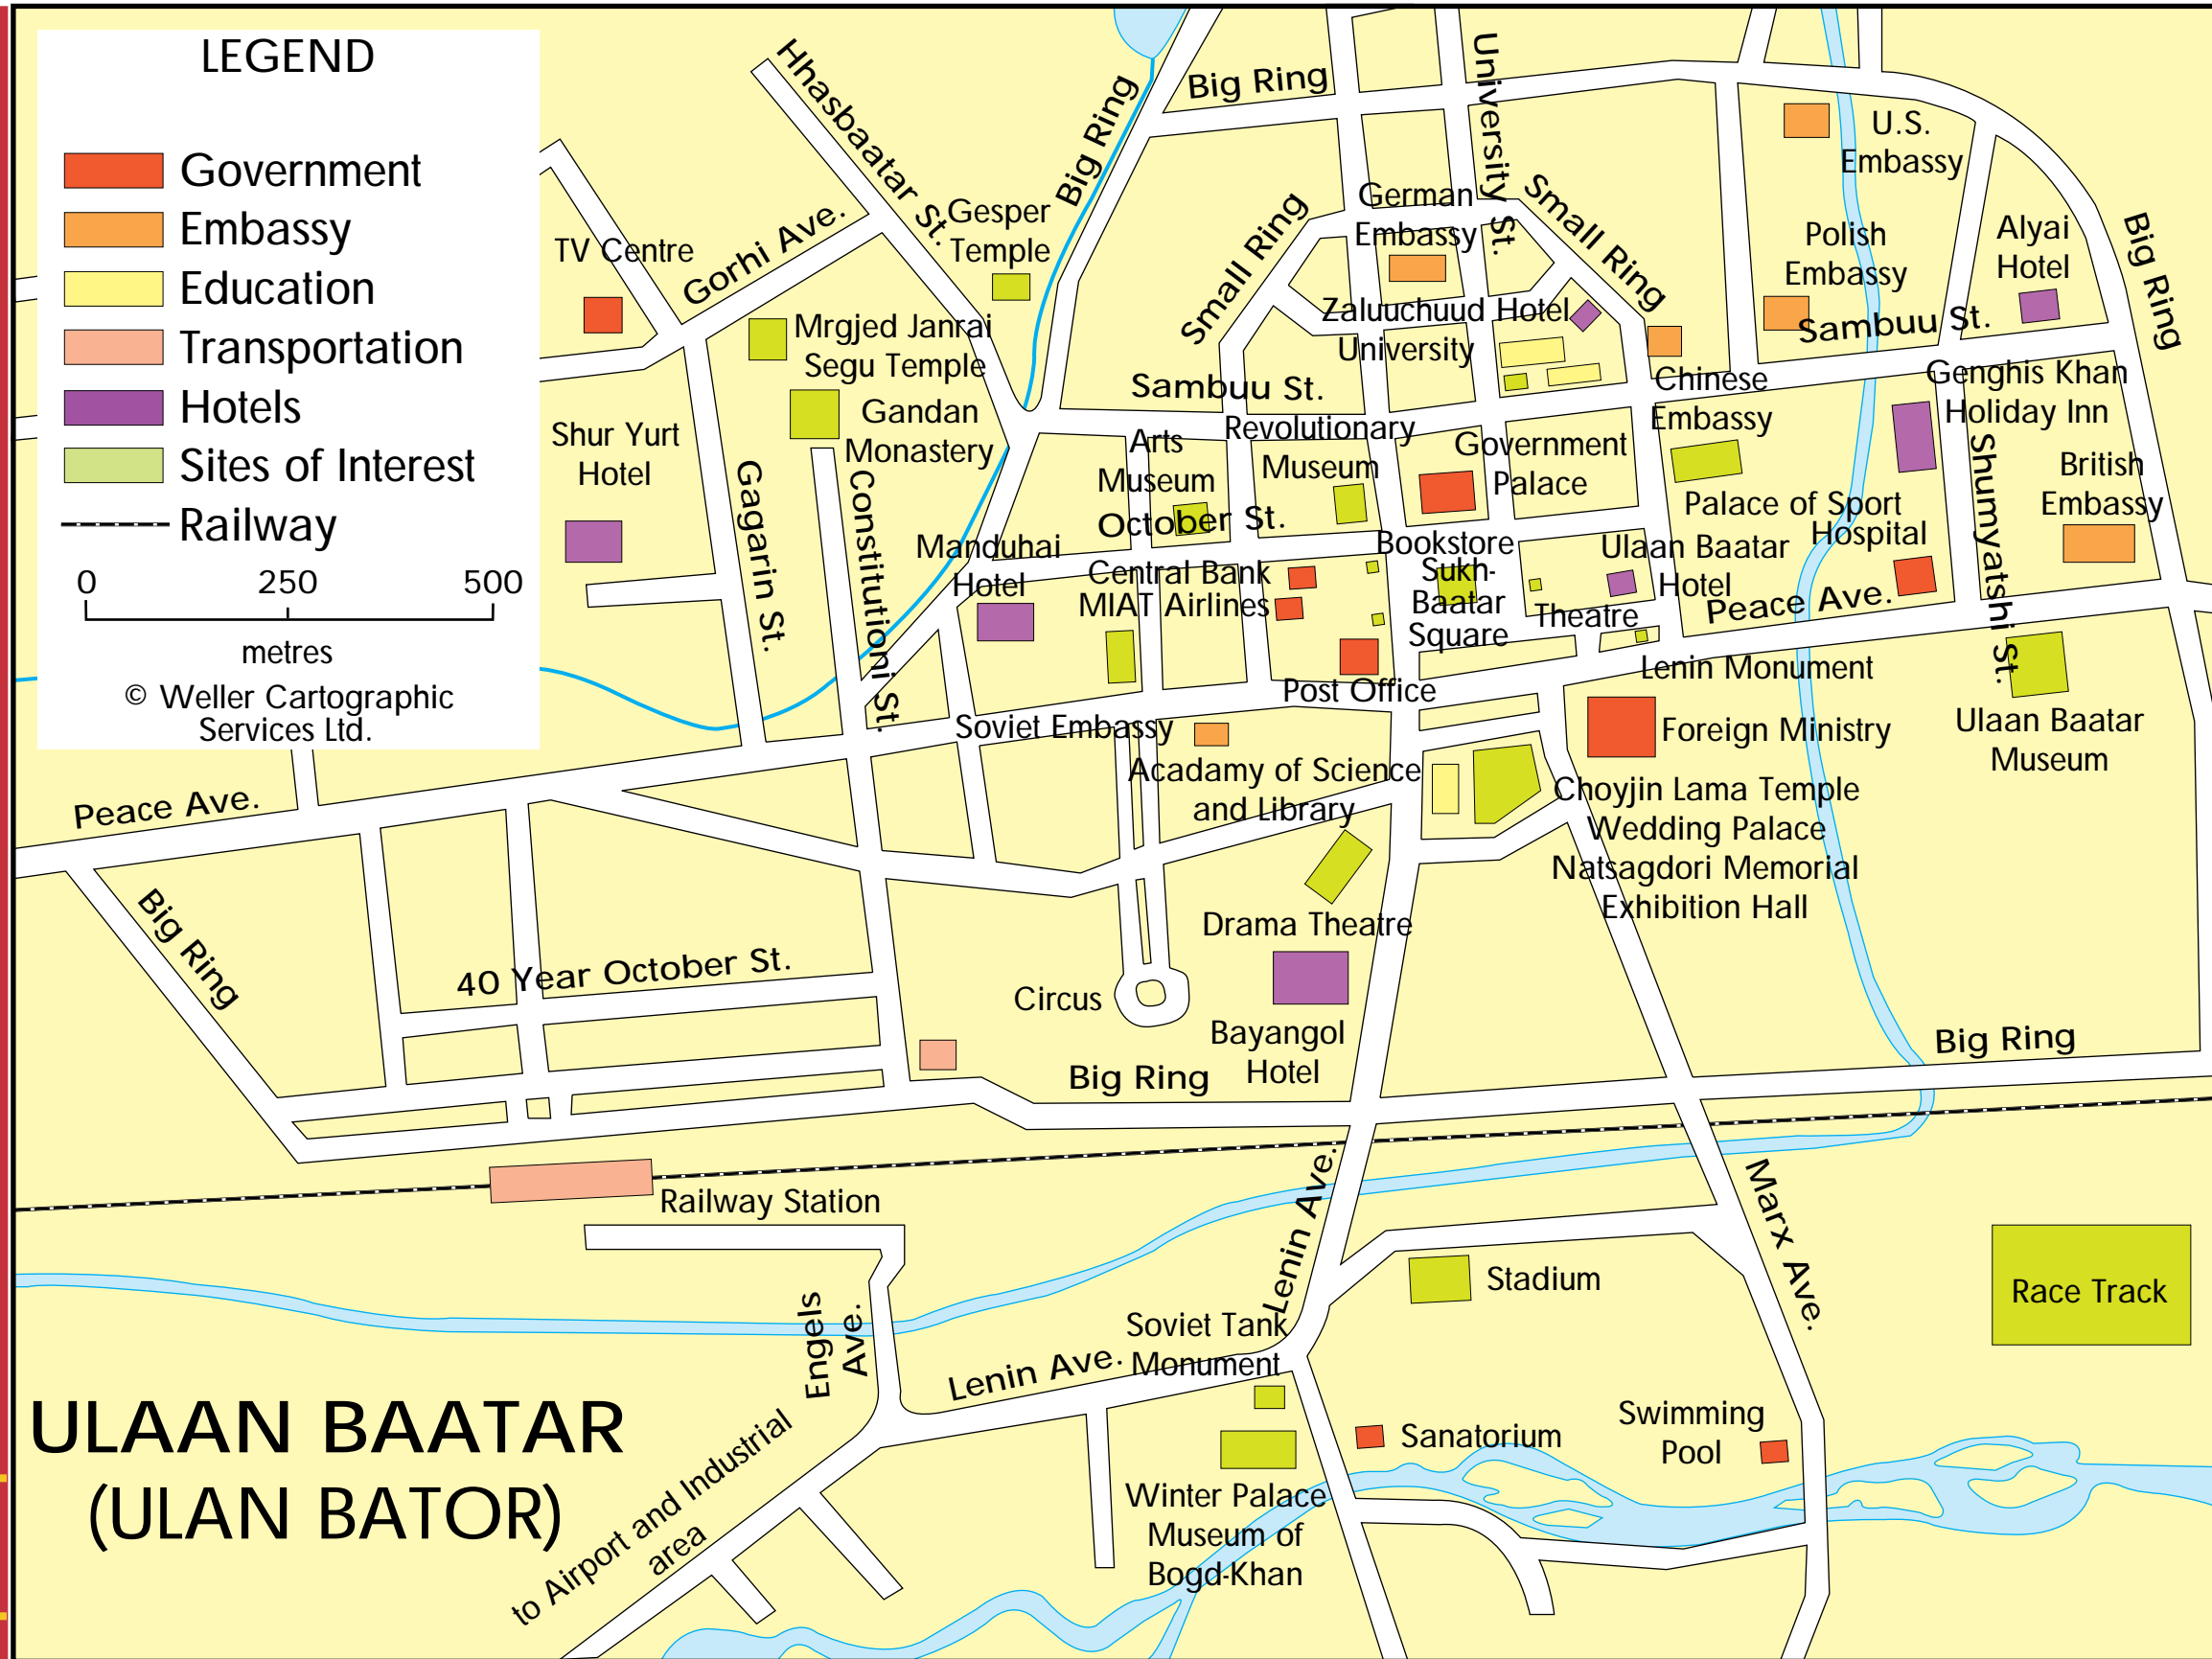 LEGEND
Government
Embassy
Education
Transportation
Hotels
Sites of Interest
Railway
0 250 500
metres
© Weller Cartographic
Services Ltd.
Hhasbaatar St.
Big Ring
Big Ring
University St.
U.S.
Embassy
Small Ring
Small Ring
German
Embassy
Gesper
Temple
TV Centre
Gorhi Ave.
Polish
Embassy
Alyai
Hotel
Big Ring
Zaluuchuud Hotel
University
Sambuu St.
Mrgjed Janrai
Segu Temple
Sambuu St.
Chinese
Embassy
Genghis Khan
Holiday Inn
Gandan
Monastery
Shur Yurt
Hotel
Arts
Museum
Revolutionary
Museum
Government
Palace
Gagarin St.
Constitutioni St.
Shumyatshi St.
British
Embassy
Palace of Sport
Hospital
October St.
Manduhai
Hotel
Bookstore
Ulaan Baatar
Hotel
Central Bank
MIAT Airlines
Sukh-
Baatar
Square
Theatre
Peace Ave.
Lenin Monument
Post Office
Soviet Embassy
Foreign Ministry
Ulaan Baatar
Museum
Acadamy of Science
and Library
Choyjin Lama Temple
Wedding Palace
Natsagdori Memorial
Exhibition Hall
Peace Ave.
Big Ring
Drama Theatre
40 Year October St.
Circus
Bayangol
Hotel
Big Ring
Big Ring
Railway Station
Lenin Ave.
Marx Ave.
Stadium
Race Track
Engels
Ave.
Soviet Tank
Monument
Lenin Ave.
Sanatorium
Swimming
Pool
ULAAN BAATAR
(ULAN BATOR)
to Airport and Industrial
area
Winter Palace
Museum of
Bogd-Khan